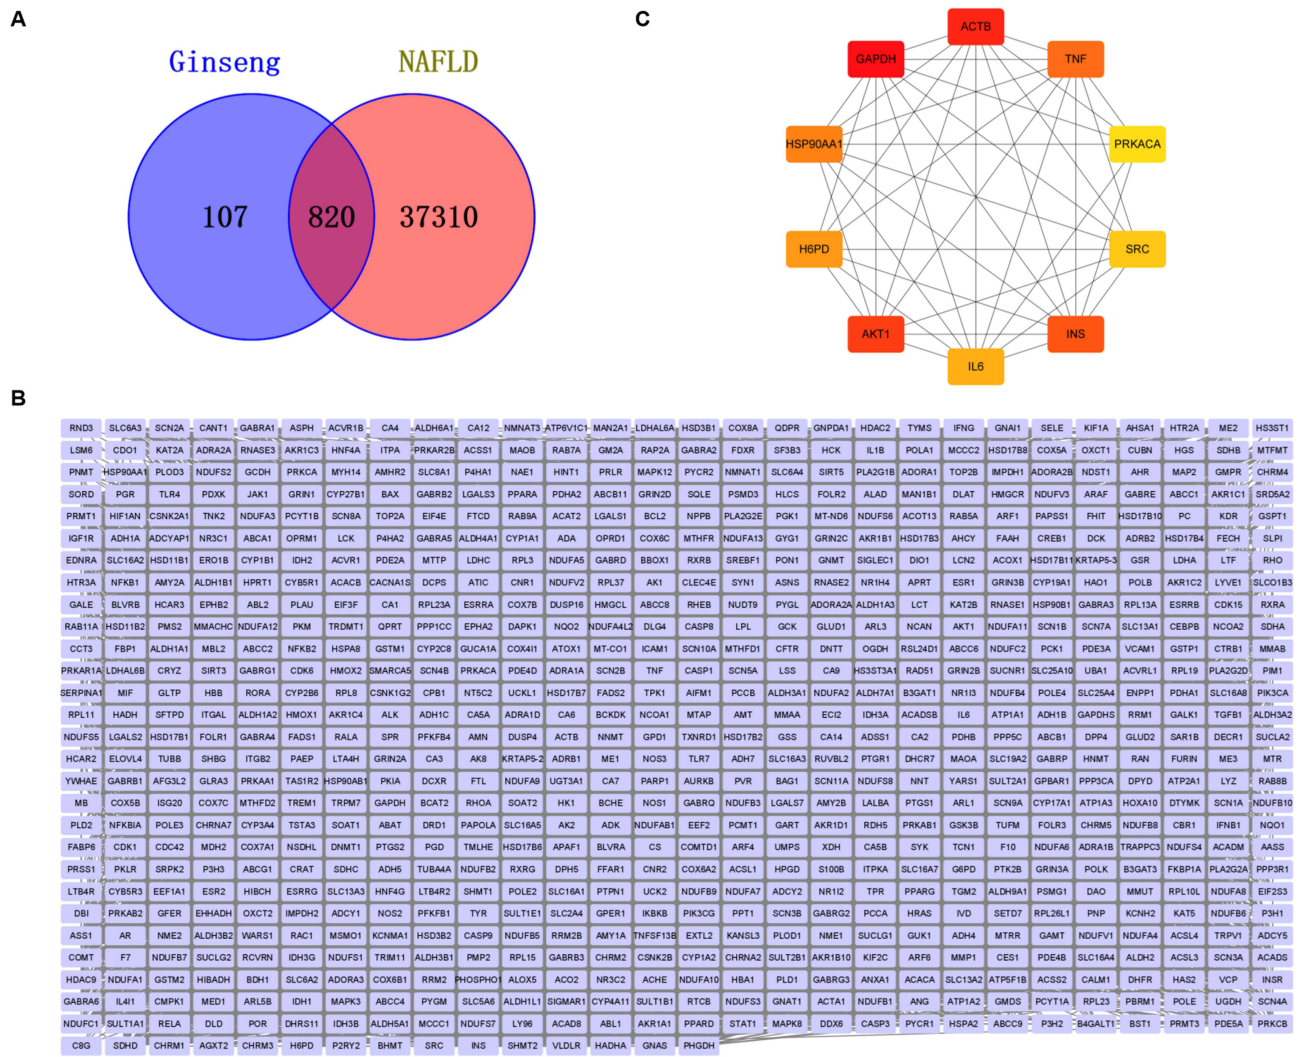 A
Ginseng NAFLD
107 820 37310
C
ACTB
GAPDH TNF
HSP90AA1 PRKACA
H6PD SRC
AKT1 INS
IL6
B
RND3 SLC6A3 SCN2A CANT1 GABRA1 ASPH ACVR1B CA4 ALDH6A1 CA12 NMNAT3 ATP6V1C1 MAN2A1 LDHAL6A HSD3B1 COX8A QDPR GNPDA1 HDAC2 TYMS IFNG GNAI1 SELE KIF1A AHSA1 HTR2A ME2 HS3ST1
LSM6 CDO1 KAT2A ADRA2A RNASE3 AKR1C3 HNF4A ITPA PRKAR2B ACSS1 MAOB RAB7A GM2A RAP2A GABRA2 FDXR SF3B3 HCK IL1B POLA1 MCCC2 HSD17B8 COX5A OXCT1 CUBN HGS SDHB MTFMT
PNMT HSP90AA1 PLOD3 NDUFS2 GCDH PRKCA MYH14 AMHR2 SLC8A1 P4HA1 NAE1 HINT1 PRLR MAPK12 PYCR2 NMNAT1 SLC6A4 SIRT5 PLA2G1B ADORA1 TOP2B IMPDH1 ADORA2B NDST1 AHR MAP2 GMPR CHRM4
SORD PGR TLR4 PDXK JAK1 GRIN1 CYP27B1 BAX GABRB2 LGALS3 PPARA PDHA2 ABCB11 GRIN2D SQLE PSMD3 HLCS FOLR2 ALAD MAN1B1 DLAT HMGCR NDUFV3 ARAF GABRE ABCC1 AKR1C1 SRD5A2
PRMT1 HIF1AN CSNK2A1 TNK2 NDUFA3 PCYT1B SCN8A TOP2A EIF4E FTCD RAB9A ACAT2 LGALS1 BCL2 NPPB PLA2G2E PGK1 MT-ND6 NDUFS6 ACOT13 RAB5A ARF1 PAPSS1 FHIT HSD17B10 PC KDR GSPT1
IGF1R ADH1A ADCYAP1 NR3C1 ABCA1 OPRM1 LCK P4HA2 GABRA5 ALDH4A1 CYP1A1 ADA OPRD1 COX6C MTHFR NDUFA13 GYG1 GRIN2C AKR1B1 HSD17B3 AHCY FAAH CREB1 DCK ADRB2 HSD17B4 FECH SLPI
EDNRA SLC16A2 HSD11B1 ERO1B CYP1B1 IDH2 ACVR1 PDE2A MTTP LDHC RPL3 NDUFA5 GABRD BBOX1 RXRB SREBF1 PON1 GNMT SIGLEC1 DIO1 LCN2 ACOX1 HSD17B11 KRTAP5-3 GSR LDHA LTF RHO
HTR3A NFKB1 AMY2A ALDH1B1 HPRT1 CYB5R1 ACACB CACNA1S DCPS ATIC CNR1 NDUFV2 RPL37 AK1 CLEC4E SYN1 ASNS RNASE2 NR1H4 APRT ESR1 GRIN3B CYP19A1 HAO1 POLB AKR1C2 LYVE1 SLCO1B3
GALE BLVRB HCAR3 EPHB2 ABL2 PLAU EIF3F CA1 RPL23A ESRRA COX7B DUSP16 HMGCL ABCC8 RHEB NUDT9 PYGL ADORA2A ALDH1A3 LCT KAT2B RNASE1 HSP90B1 GABRA3 RPL13A ESRRB CDK15 RXRA
RAB11A HSD11B2 PMS2 MMACHC NDUFA12 PKM TRDMT1 QPRT PPP1CC EPHA2 DAPK1 NQO2 NDUFA4L2 DLG4 CASP8 LPL GCK GLUD1 ARL3 NCAN AKT1 NDUFA11 SCN1B SCN7A SLC13A1 CEBPB NCOA2 SDHA
CCT3 FBP1 ALDH1A1 MBL2 ABCC2 NFKB2 HSPA8 GSTM1 CYP2C8 GUCA1A COX4I1 ATOX1 MT-CO1 ICAM1 SCN10A MTHFD1 CFTR DNTT OGDH RSL24D1 ABCC6 NDUFC2 PCK1 PDE3A VCAM1 GSTP1 CTRB1 MMAB
PRKAR1A LDHAL6B CRYZ SIRT3 GABRG1 CDK6 HMOX2 SMARCA5 SCN4B PRKACA PDE4D ADRA1A SCN2B TNF CASP1 SCN5A LSS CA9 HS3ST3A1 RAD51 GRIN2B SUCNR1 SLC25A10 UBA1 ACVRL1 RPL19 PLA2G2D PIM1
SERPINA1 MIF GLTP HBB RORA CYP2B6 RPL8 CSNK1G2 CPB1 NT5C2 UCKL1 HSD17B7 FADS2 TPK1 AIFM1 PCCB ALDH3A1 NDUFA2 ALDH7A1 B3GAT1 NR1I3 NDUFB4 POLE4 SLC25A4 ENPP1 PDHA1 SLC16A8 PIK3CA
RPL11 HADH SFTPD ITGAL ALDH1A2 HMOX1 AKR1C4 ALK ADH1C CA5A ADRA1D CA6 BCKDK NCOA1 MTAP AMT MMAA ECI2 IDH3A ACADSB IL6 ATP1A1 ADH1B GAPDHS RRM1 GALK1 TGFB1 ALDH3A2
NDUFS5 LGALS2 HSD17B1 FOLR1 GABRA4 FADS1 RALA SPR PFKFB4 AMN DUSP4 ACTB NNMT GPD1 TXNRD1 HSD17B2 GSS CA14 ADSS1 CA2 PDHB PPP5C ABCB1 DPP4 GLUD2 SAR1B DECR1 SUCLA2
HCAR2 ELOVL4 TUBB SHBG ITGB2 PAEP LTA4H GRIN2A CA3 AK8 KRTAP5-2 ADRB1 ME1 NOS3 TLR7 ADH7 SLC16A3 RUVBL2 PTGR1 DHCR7 MAOA SLC19A2 GABRP HNMT RAN FURIN ME3 MTR
YWHAE GABRB1 AFG3L2 GLRA3 PRKAA1 TAS1R2 HSP90AB1 PKIA DCXR FTL NDUFA9 UGT3A1 CA7 PARP1 AURKB PVR BAG1 SCN11A NDUFS8 NNT YARS1 SULT2A1 GPBAR1 PPP3CA DPYD ATP2A1 LYZ RAB8B
MB COX5B ISG20 COX7C MTHFD2 TREM1 TRPM7 GAPDH BCAT2 RHOA SOAT2 HK1 BCHE NOS1 GABRQ NDUFB3 LGALS7 AMY2B LALBA PTGS1 ARL1 SCN9A CYP17A1 ATP1A3 HOXA10 DTYMK SCN1A NDUFB10
PLD2 NFKBIA POLE3 CHRNA7 CYP3A4 TSTA3 SOAT1 ABAT DRD1 PAPOLA SLC16A5 AK2 ADK NDUFAB1 EEF2 PCMT1 GART AKR1D1 RDH5 PRKAB1 GSK3B TUFM FOLR3 CHRM5 NDUFB8 CBR1 IFNB1 NQO1
FABP6 CDK1 CDC42 MDH2 COX7A1 NSDHL DNMT1 PTGS2 PGD TMLHE HSD17B6 APAF1 BLVRA CS COMTD1 ARF4 UMPS XDH CA5B SYK TCN1 F10 NDUFA6 ADRA1B TRAPPC3 NDUFS4 ACADM AASS
PRSS1 PKLR SRPK2 P3H3 ABCG1 CRAT SDHC ADH5 TUBA4A NDUFB2 RXRG DPH5 FFAR1 CNR2 COX6A2 ACSL1 HPGD S100B ITPKA SLC16A7 G6PD PTK2B GRIN3A POLK B3GAT3 FKBP1A PLA2G2A PPP3R1
LTB4R CYB5R3 EEF1A1 ESR2 HIBCH ESRRG SLC13A3 HNF4G LTB4R2 SHMT1 POLE2 SLC16A1 PTPN1 UCK2 NDUFB9 NDUFA7 ADCY2 NR1I2 TPR PPARG TGM2 ALDH9A1 PSMG1 DAO MMUT RPL10L NDUFA8 EIF2S3
DBI PRKAB2 GFER EHHADH OXCT2 IMPDH2 ADCY1 NOS2 PFKFB1 TYR SULT1E1 SLC2A4 GPER1 IKBKB PIK3CG PPT1 SCN3B GABRG2 PCCA HRAS IVD SETD7 RPL26L1 PNP KCNH2 KAT5 NDUFB6 P3H1
ASS1 AR NME2 ALDH3B2 WARS1 RAC1 MSMO1 KCNMA1 HSD3B2 CASP9 NDUFB5 RRM2B AMY1A TNFSF13B EXTL2 KANSL3 PLOD1 NME1 SUCLG1 GUK1 ADH4 MTRR GAMT NDUFV1 NDUFA4 ACSL4 TRPV1 ADCY5
COMT F7 NDUFB7 SUCLG2 RCVRN IDH3G NDUFS1 TRIM11 ALDH3B1 PMP2 RPL15 GABRB3 CHRM2 CSNK2B CYP1A2 CHRNA2 SULT2B1 AKR1B10 KIF2C ARF6 MMP1 CES1 PDE4B SLC16A4 ALDH2 ACSL3 SCN3A ACADS
HDAC9 NDUFA1 GSTM2 HIBADH BDH1 SLC6A2 ADORA3 COX6B1 RRM2 PHOSPHO1 ALOX5 ACO2 NR3C2 ACHE NDUFA10 HBA1 PLD1 GABRG3 ANXA1 ACACA SLC13A2 ATP5F1B ACSS2 CALM1 DHFR HAS2 VCP INSR
GABRA6 IL4I1 CMPK1 MED1 ARL5B IDH1 MAPK3 ABCC4 PYGM SLC5A6 ALDH1L1 SIGMAR1 CYP4A11 SULT1B1 RTCB NDUFS3 GNAT1 ACTA1 NDUFB1 ANG ATP1A2 GMDS PCYT1A RPL23 PBRM1 POLE UGDH SCN4A
NDUFC1 SULT1A1 RELA DLD POR DHRS11 IDH3B ALDH5A1 MCCC1 NDUFS7 LY96 ACAD8 ABL1 AKR1A1 PPARD STAT1 MAPK8 DDX6 CASP3 PYCR1 HSPA2 ABCC9 P3H2 B4GALT1 BST1 PRMT3 PDE5A PRKCB
C8G SDHD CHRM1 AGXT2 CHRM3 H6PD P2RY2 BHMT SRC INS SHMT2 VLDLR HADHA GNAS PHGDH